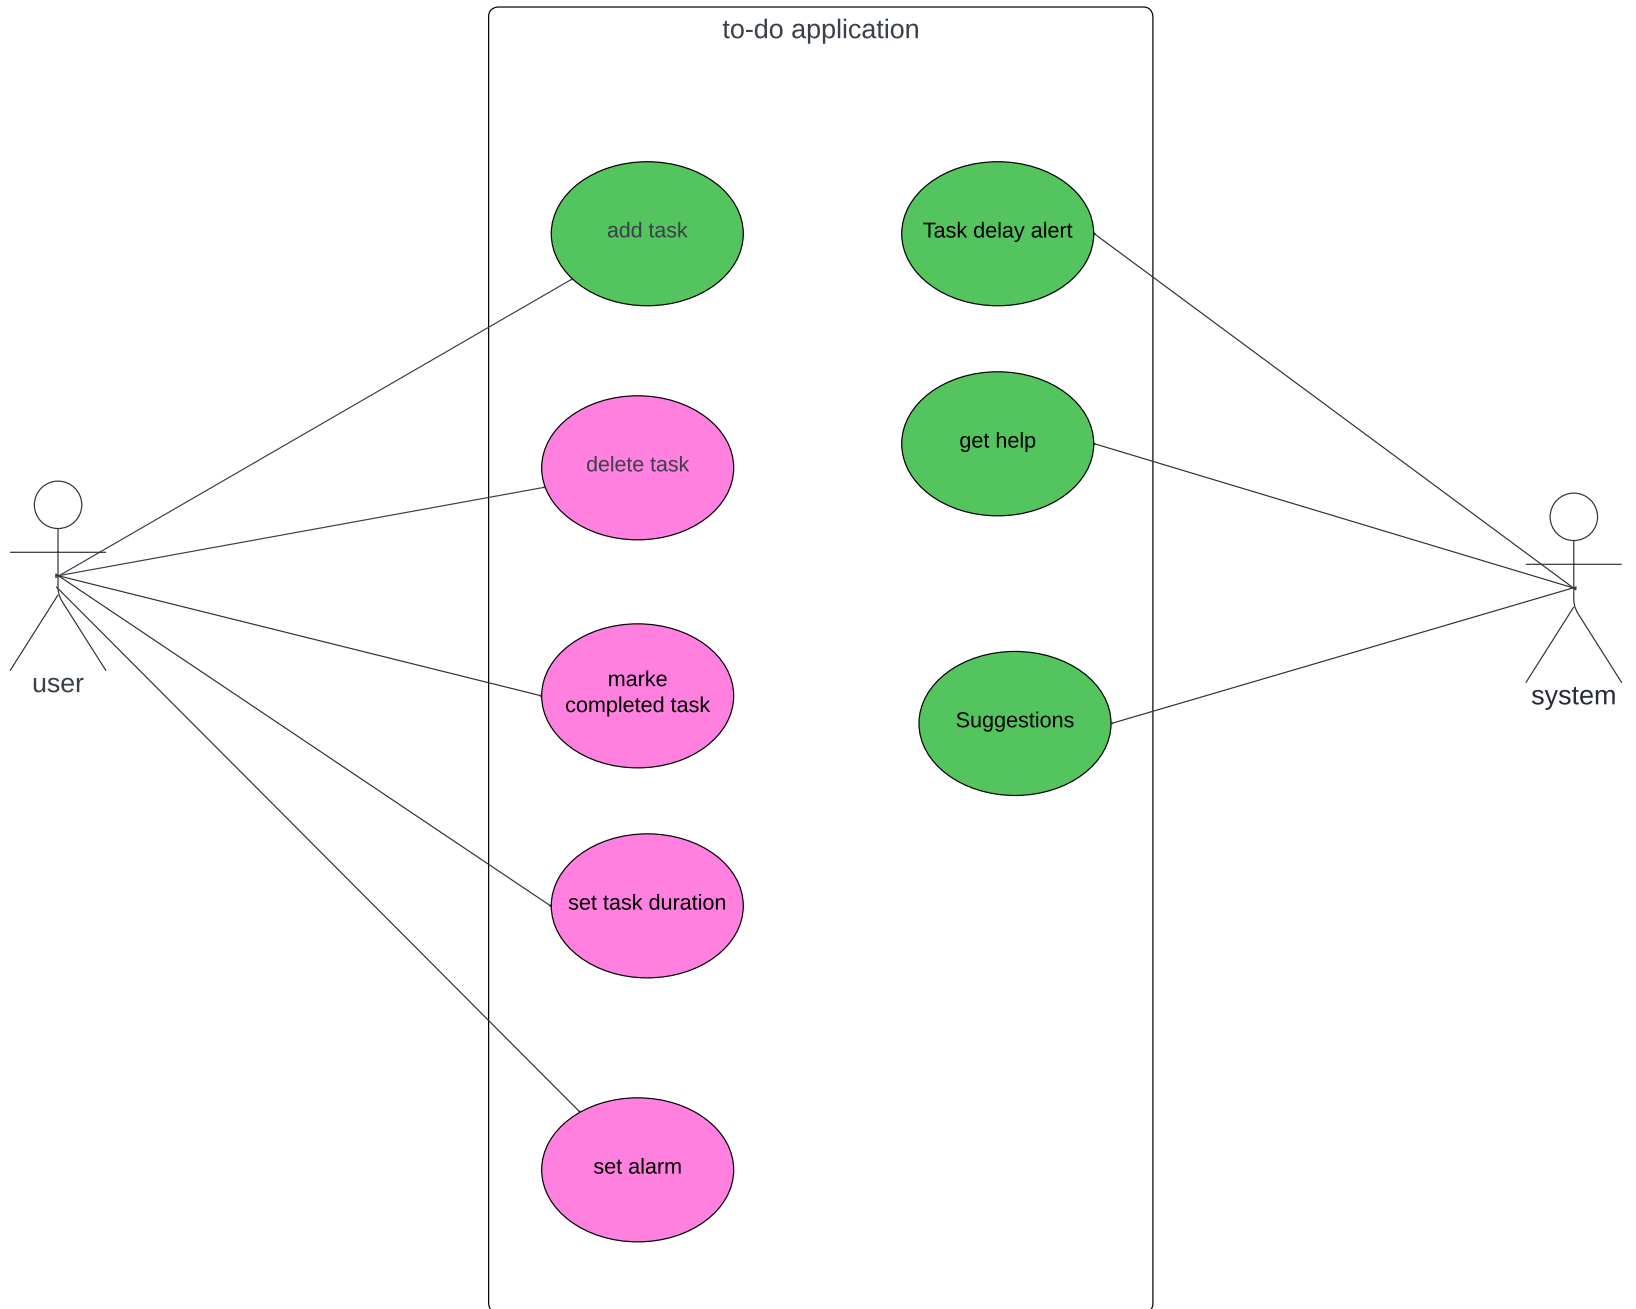 to-do application
add task
Task delay alert
delete task
get help
user
system
marke
completed task
Suggestions
set task duration
set alarm